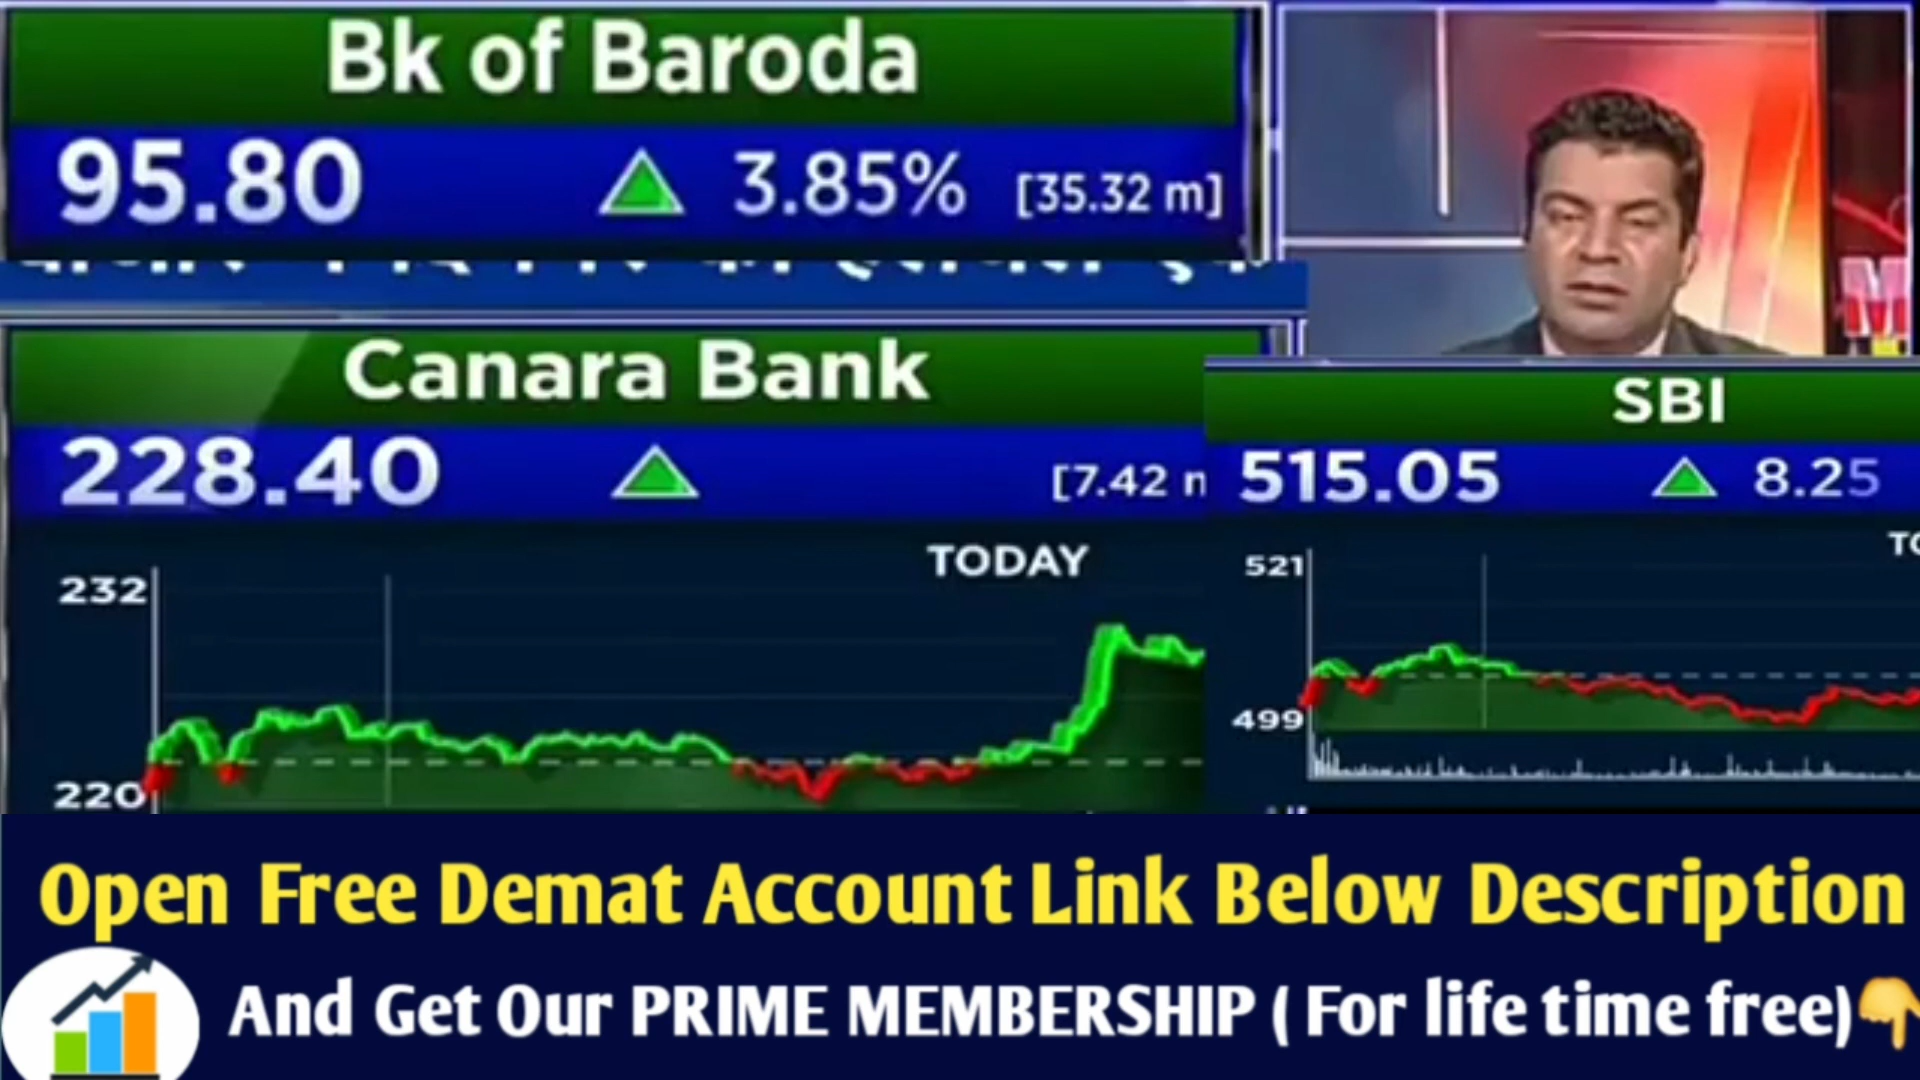 Bk of Baroda
95.80 3.85% [35.32 m]
Canara Bank
228.40 [7.42
TODAY
232
220
SBI
515.05 8.25
521
499
Open Free Demat Account Link Below Description
And Get Our PRIME MEMBERSHIP ( For life time free)